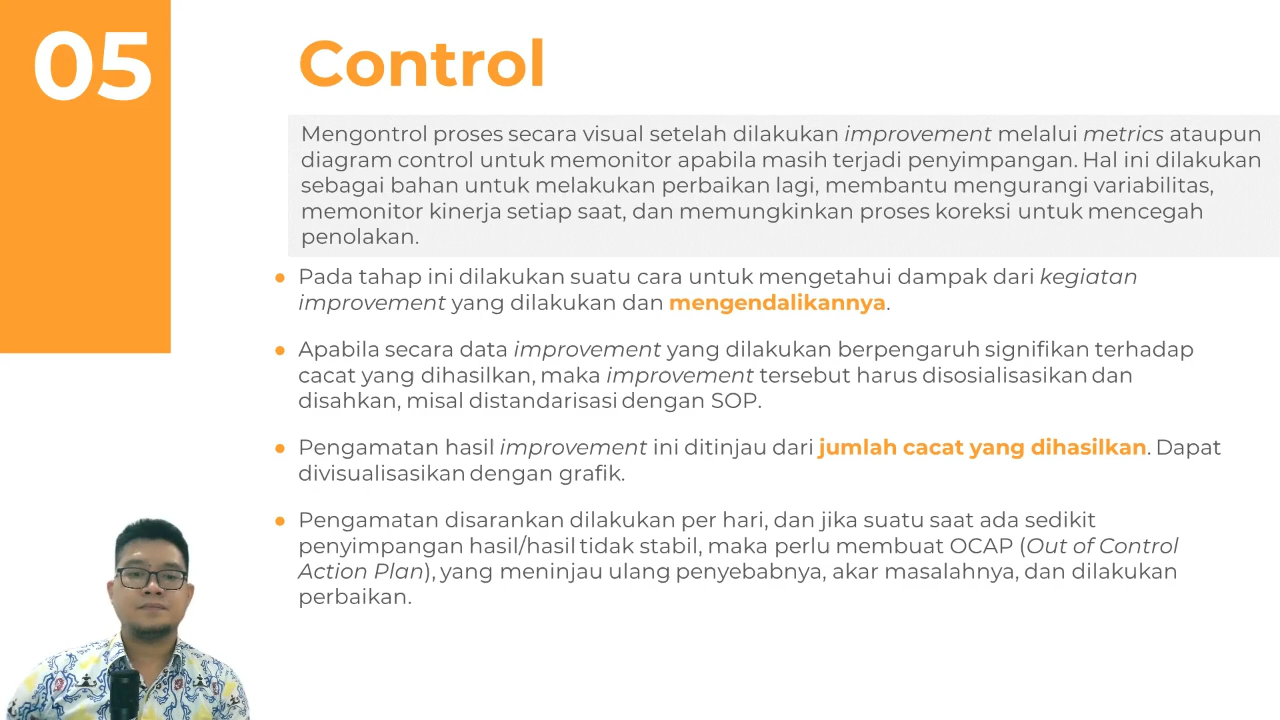 05
Control
Mengontrol proses secara visual setelah dilakukan improvement melalui metrics ataupun
diagram control untuk memonitor apabila masih terjadi penyimpangan. Hal ini dilakukan
sebagai bahan untuk melakukan perbaikan lagi, membantu mengurangi variabilitas,
memonitor kinerja setiap saat, dan memungkinkan proses koreksi untuk mencegah
penolakan.
● Pada tahap ini dilakukan suatu cara untuk mengetahui dampak dari kegiatan
improvement yang dilakukan dan mengendalikannya.
● Apabila secara data improvement yang dilakukan berpengaruh signifikan terhadap
cacat yang dihasilkan, maka improvement tersebut harus disosialisasikan dan
disahkan, misal distandarisasi dengan SOP.
● Pengamatan hasil improvement ini ditinjau dari jumlah cacat yang dihasilkan. Dapat
divisualisasikan dengan grafik.
● Pengamatan disarankan dilakukan per hari, dan jika suatu saat ada sedikit
penyimpangan hasil/hasil tidak stabil, maka perlu membuat OCAP (Out of Control
Action Plan), yang meninjau ulang penyebabnya, akar masalahnya, dan dilakukan
perbaikan.